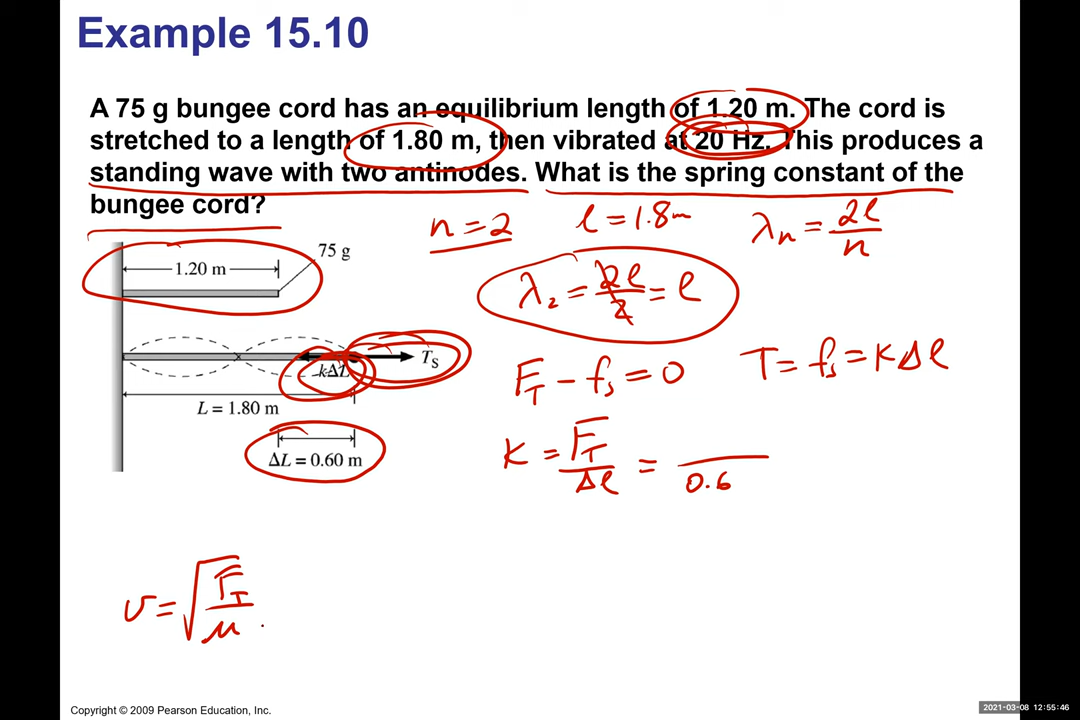 Example 15.10
A 75 g bungee cord has an equilibrium length of 1.20 m. The cord is
stretched to a length of 1.80 m, then vibrated at 20 Hz. This produces a
standing wave with two antinodes. What is the spring constant of the
bungee cord?
n = 2
l = 1.8m
λn = 2l/n
1.20 m
75 g
λ2 = 2l/2 = l
-kΔL
Ts
FT - fs = 0
T = fs = KΔl
L = 1.80 m
K = FT/Δl = /0.6
ΔL = 0.60 m
v = √FT/μ
Copyright © 2009 Pearson Education, Inc.
2021-03-08 12:55:46